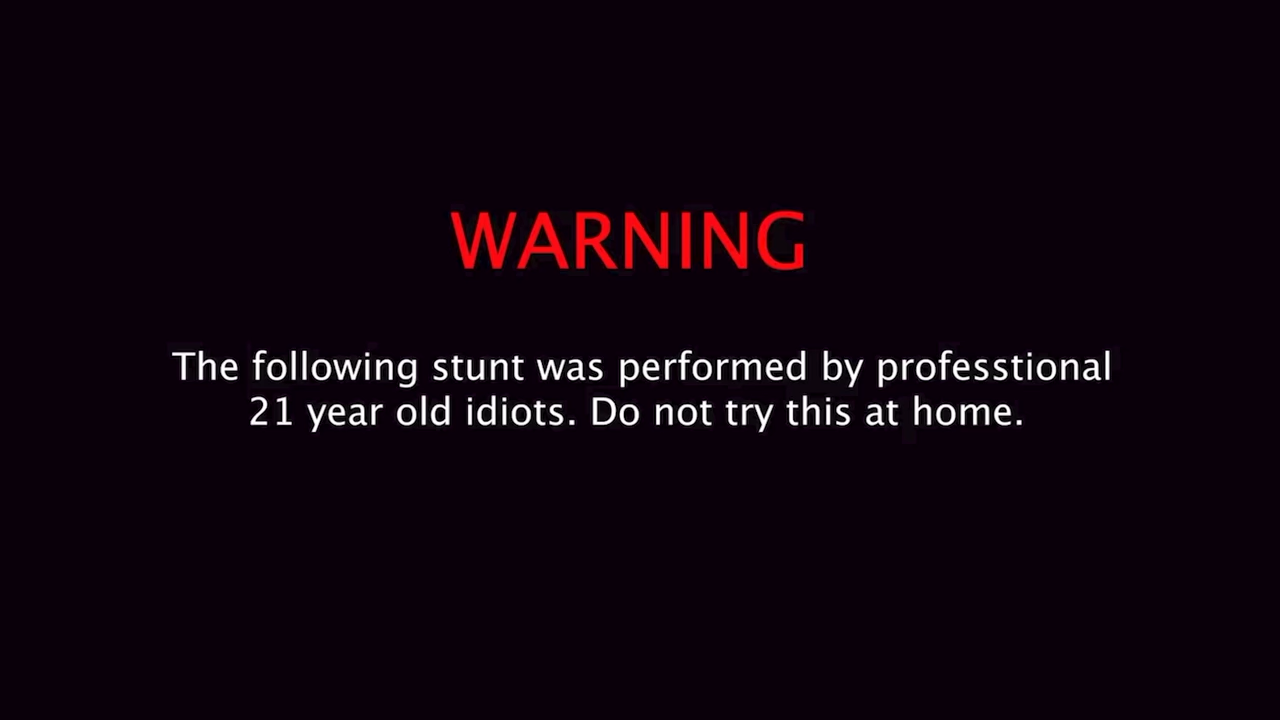 WARNING
The following stunt was performed by professtional
21 year old idiots. Do not try this at home.